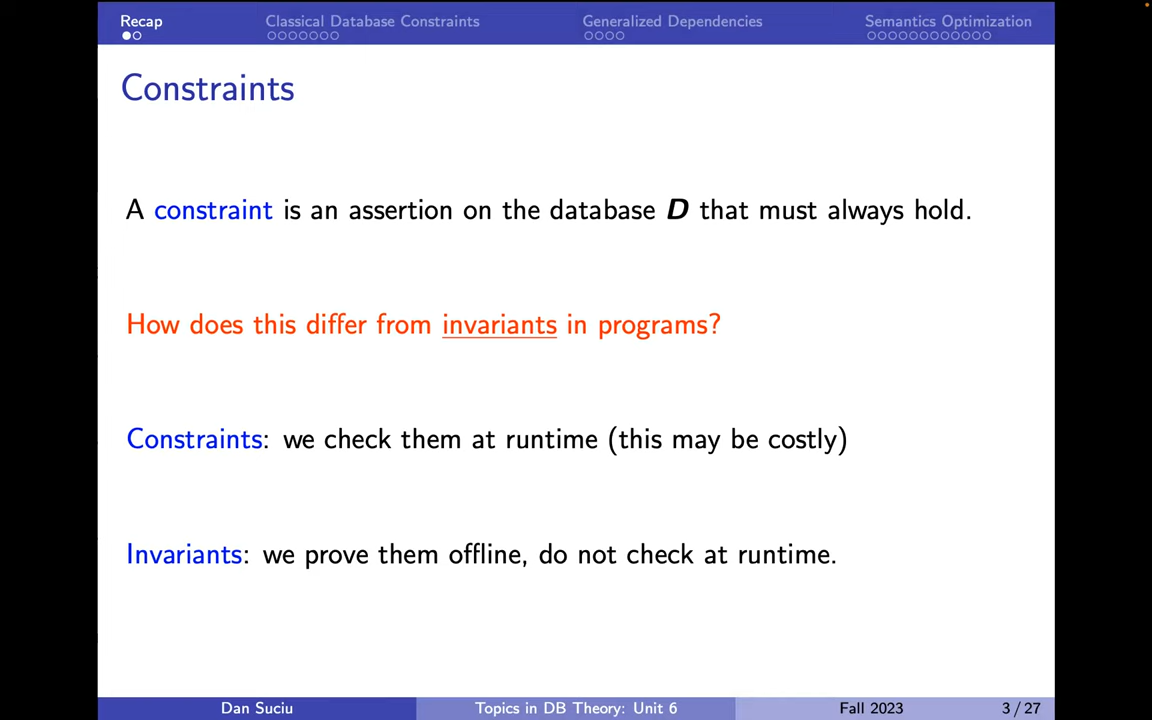 Recap
Classical Database Constraints
Generalized Dependencies
Semantics Optimization
Constraints
A constraint is an assertion on the database D that must always hold.
How does this differ from invariants in programs?
Constraints: we check them at runtime (this may be costly)
Invariants: we prove them offline, do not check at runtime.
Dan Suciu
Topics in DB Theory: Unit 6
Fall 2023
3 / 27